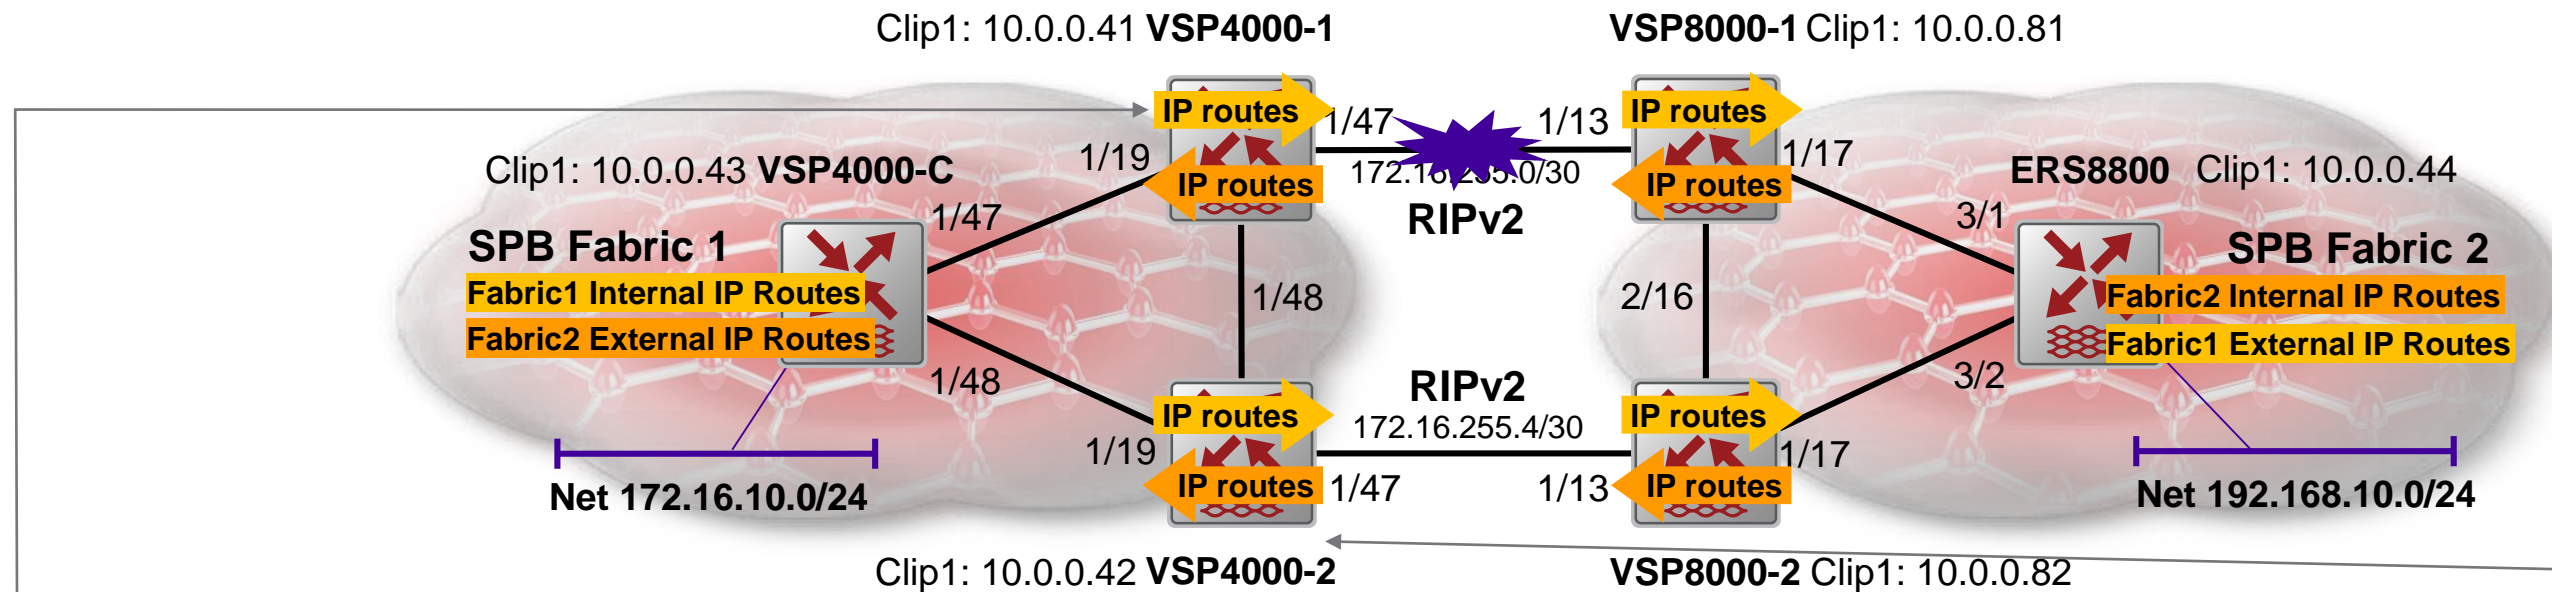 Clip1: 10.0.0.41 VSP4000-1
VSP8000-1 Clip1: 10.0.0.81
IP routes
1/47
1/13
IP routes
1/19
172.16.255.0/30
1/17
IP routes
IP routes
RIPv2
Clip1: 10.0.0.43 VSP4000-C
ERS8800 Clip1: 10.0.0.44
1/47
3/1
SPB Fabric 1
SPB Fabric 2
Fabric1 Internal IP Routes
1/48
2/16
Fabric2 Internal IP Routes
Fabric2 External IP Routes
Fabric1 External IP Routes
1/48
3/2
RIPv2
IP routes
172.16.255.4/30
IP routes
1/19
1/17
IP routes
1/47
1/13
IP routes
Net 172.16.10.0/24
Net 192.168.10.0/24
Clip1: 10.0.0.42 VSP4000-2
VSP8000-2 Clip1: 10.0.0.82